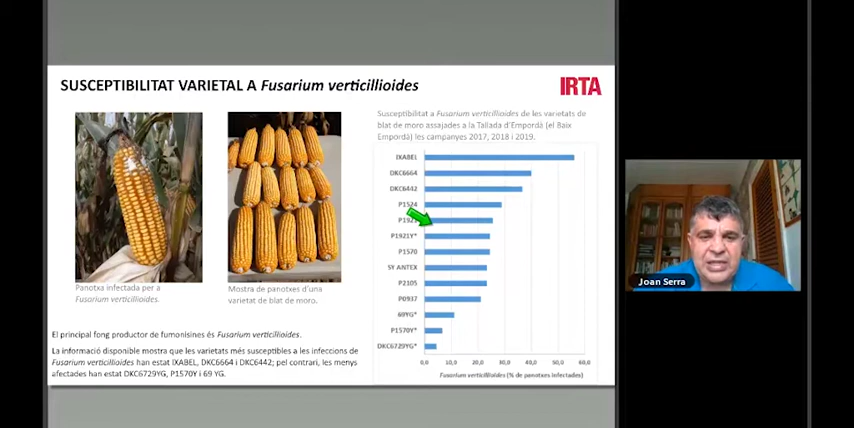 SUSCEPTIBILITAT VARIETAL A Fusarium verticillioides
IRTA
Panotxa infectada per a
Fusarium verticillioides.
Mostra de panotxes d'una
varietat de blat de moro.
Susceptibilitat a Fusarium verticillioides de les varietats de
blat de moro assajades a la Tallada d'Empordà (el Baix
Empordà) les campanyes 2017, 2018 i 2019.
IXABEL
DKC6664
DKC6442
P1524
P1921Y*
P1570
SY ANTEX
P2105
P0937
69YG*
P1570Y*
DKC6729YG*
0,0 10,0 20,0 30,0 40,0 50,0 60,0
Fusarium verticillioides (% de panotxes infectades)
El principal fong productor de fumonisines és Fusarium verticillioides.
La informació disponible mostra que les varietats més susceptibles a les infeccions de
Fusarium verticillioides han estat IXABEL, DKC6664 i DKC6442; pel contrari, les menys
afectades han estat DKC6729YG, P1570Y i 69 YG.
Joan Serra